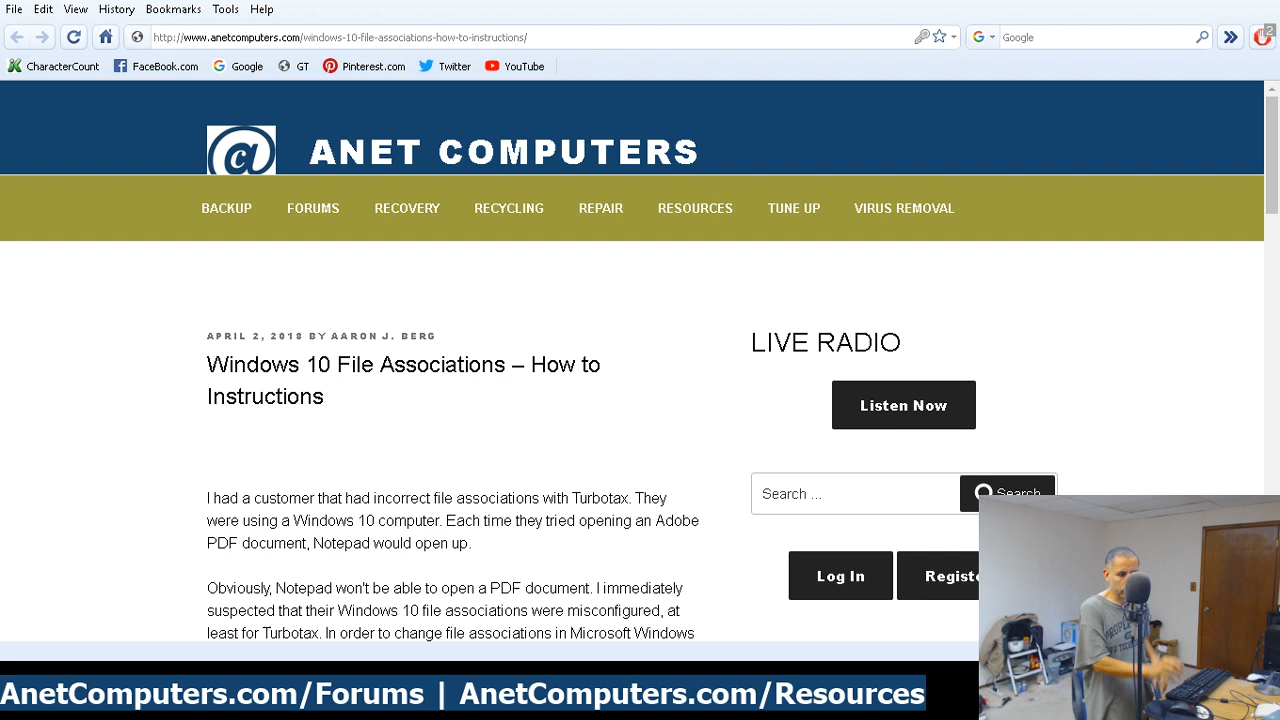 File Edit View History Bookmarks Tools Help
http://www.anetcomputers.com/windows-10-file-associations-how-to-instructions/
Google
2
CharacterCount FaceBook.com Google GT Pinterest.com Twitter YouTube
@ ANET COMPUTERS
BACKUP FORUMS RECOVERY RECYCLING REPAIR RESOURCES TUNE UP VIRUS REMOVAL
APRIL 2, 2018 BY AARON J. BERG
Windows 10 File Associations – How to
Instructions
LIVE RADIO
Listen Now
Search ...
Search
Log In
I had a customer that had incorrect file associations with Turbotax. They
were using a Windows 10 computer. Each time they tried opening an Adobe
PDF document, Notepad would open up.
Obviously, Notepad won't be able to open a PDF document. I immediately
suspected that their Windows 10 file associations were misconfigured, at
least for Turbotax. In order to change file associations in Microsoft Windows
AnetComputers.com/Forums | AnetComputers.com/Resources